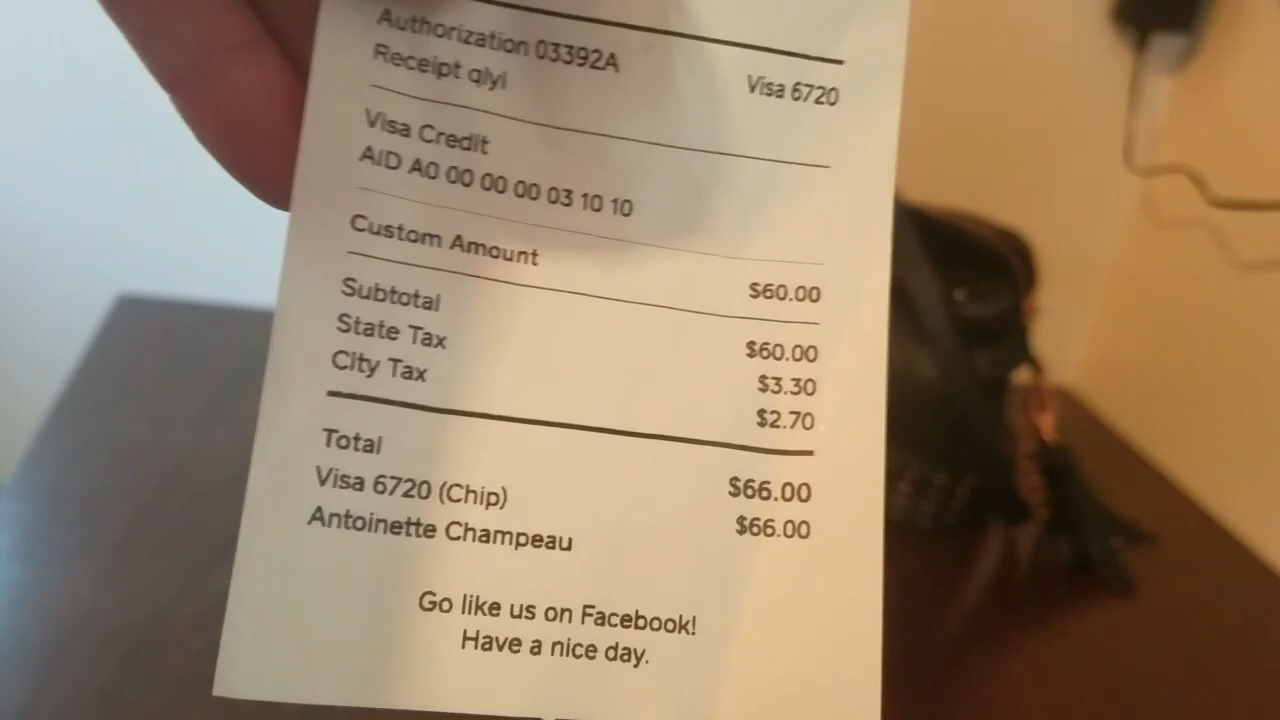 Authorization 03392A
Receipt qlyi
Visa 6720
Visa Credit
AID A0 00 00 00 03 10 10
Custom Amount $60.00
Subtotal $60.00
State Tax $3.30
City Tax $2.70
Total $66.00
Visa 6720 (Chip) $66.00
Antoinette Champeau
Go like us on Facebook!
Have a nice day.